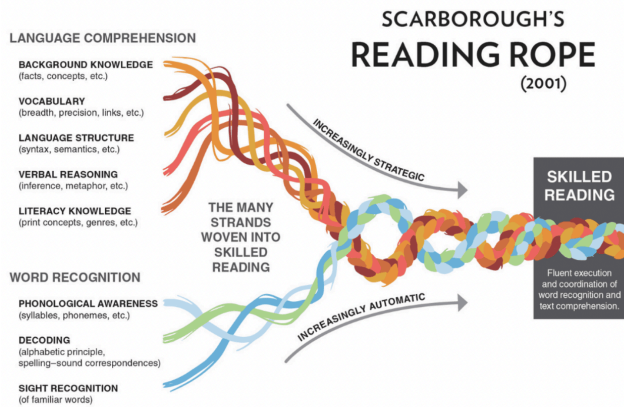 SCARBOROUGH'S
READING ROPE
(2001)
LANGUAGE COMPREHENSION
BACKGROUND KNOWLEDGE
(facts, concepts, etc.)
VOCABULARY
(breadth, precision, links, etc.)
LANGUAGE STRUCTURE
(syntax, semantics, etc.)
VERBAL REASONING
(inference, metaphor, etc.)
LITERACY KNOWLEDGE
(print concepts, genres, etc.)
THE MANY
STRANDS
WOVEN INTO
SKILLED
READING
INCREASINGLY STRATEGIC
WORD RECOGNITION
PHONOLOGICAL AWARENESS
(syllables, phonemes, etc.)
DECODING
(alphabetic principle,
spelling–sound correspondences)
SIGHT RECOGNITION
(of familiar words)
INCREASINGLY AUTOMATIC
SKILLED
READING
Fluent execution
and coordination of
word recognition and
text comprehension.